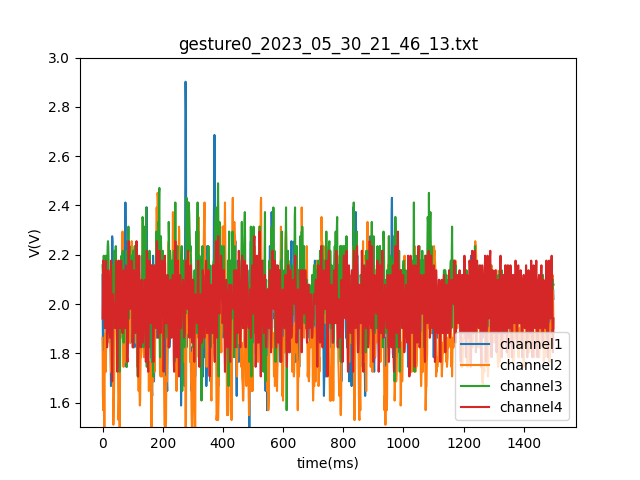 gesture0_2023_05_30_21_46_13.txt
3.0
2.8
2.6
2.4
2.2
2.0
1.8
1.6
V(V)
0 200 400 600 800 1000 1200 1400
time(ms)
channel1
channel2
channel3
channel4